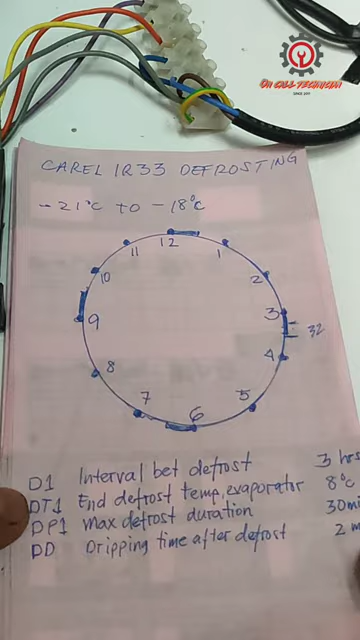 ON CALL TECHNICIAN
SINCE 2011
CAREL IR33 DEFROSTING
-21°C to -18°C
12
11
1
10
2
9
3
32
8
4
7
5
6
D1 Interval bet defrost 3 hrs
DT1 End defrost temp, evaporator 8°C
DP1 max defrost duration 30mi
DD Dripping time after defrost 2 m